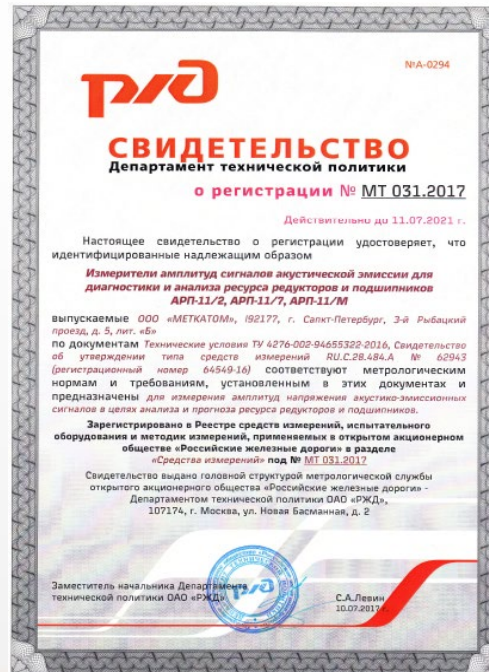 №А-0294
РЖД
СВИДЕТЕЛЬСТВО
Департамент технической политики
о регистрации № МТ 031.2017
Действительно до 11.07.2021 г.
Настоящее свидетельство о регистрации удостоверяет, что
идентифицированные надлежащим образом
Измерители амплитуд сигналов акустической эмиссии для
диагностики и анализа ресурса редукторов и подшипников
АРП-11/2, АРП-11/7, АРП-11/М
выпускаемые ООО «МЕТКАТОМ», 192177, г. Санкт-Петербург, 3-й Рыбацкий
проезд, д. 5, лит. «Б»
по документам Технические условия ТУ 4276-002-94655322-2016, Свидетельство
об утверждении типа средств измерений RU.C.28.484.A № 62943
(регистрационный номер 64549-16) соответствуют метрологическим
нормам и требованиям, установленным в этих документах и
предназначены для измерения амплитуд напряжения акустико-эмиссионных
сигналов в целях анализа и прогноза ресурса редукторов и подшипников.
Зарегистрировано в Реестре средств измерений, испытательного
оборудования и методик измерений, применяемых в открытом акционерном
обществе «Российские железные дороги» в разделе
«Средства измерений» под № МТ 031.2017
Свидетельство выдано головной структурой метрологической службы
открытого акционерного общества «Российские железные дороги» -
Департаментом технической политики ОАО «РЖД»,
107174, г. Москва, ул. Новая Басманная, д. 2
Заместитель начальника Департамента
технической политики ОАО «РЖД»
С.А.Левин
10.07.2017 г.